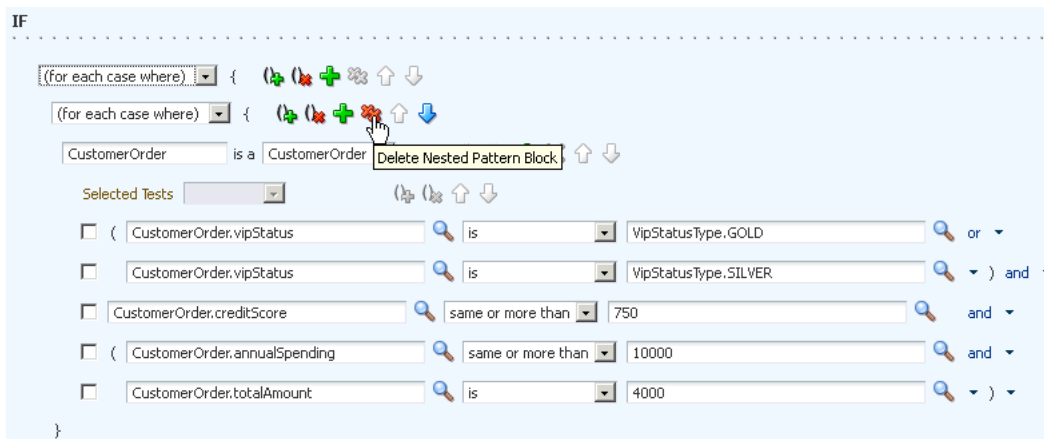 IF
(for each case where) {
(for each case where) {
CustomerOrder is a CustomerOrder Delete Nested Pattern Block
Selected Tests
( CustomerOrder.vipStatus is VipStatusType.GOLD or
CustomerOrder.vipStatus is VipStatusType.SILVER ) and
CustomerOrder.creditScore same or more than 750 and
( CustomerOrder.annualSpending same or more than 10000 and
CustomerOrder.totalAmount is 4000 )
}